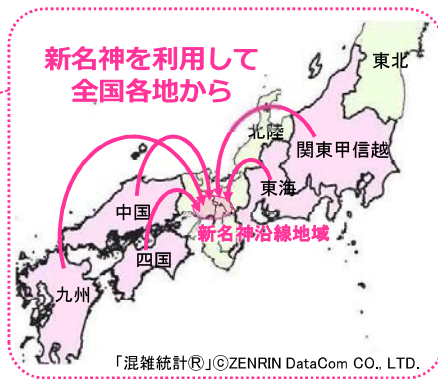 新名神を利用して
全国各地から
東北
北陸
関東甲信越
東海
中国
新名神沿線地域
四国
九州
「混雑統計Ⓡ」ⓒZENRIN DataCom CO., LTD.